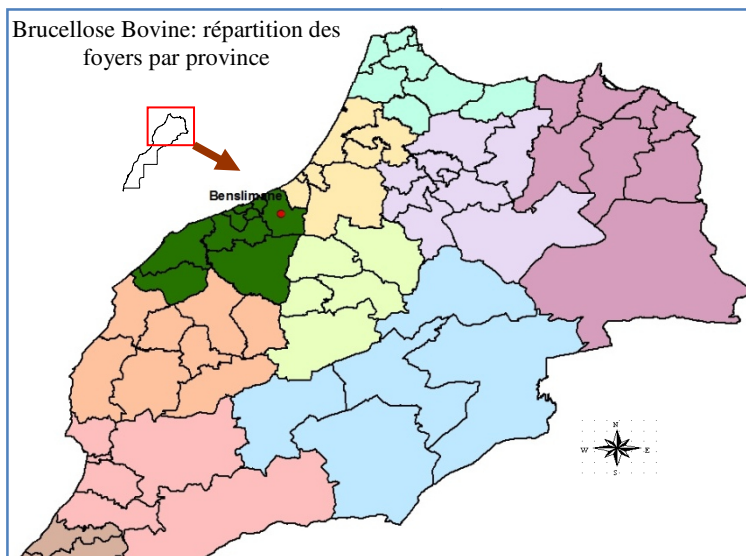 Brucellose Bovine: répartition des
foyers par province
Benslimane
N
W E
S